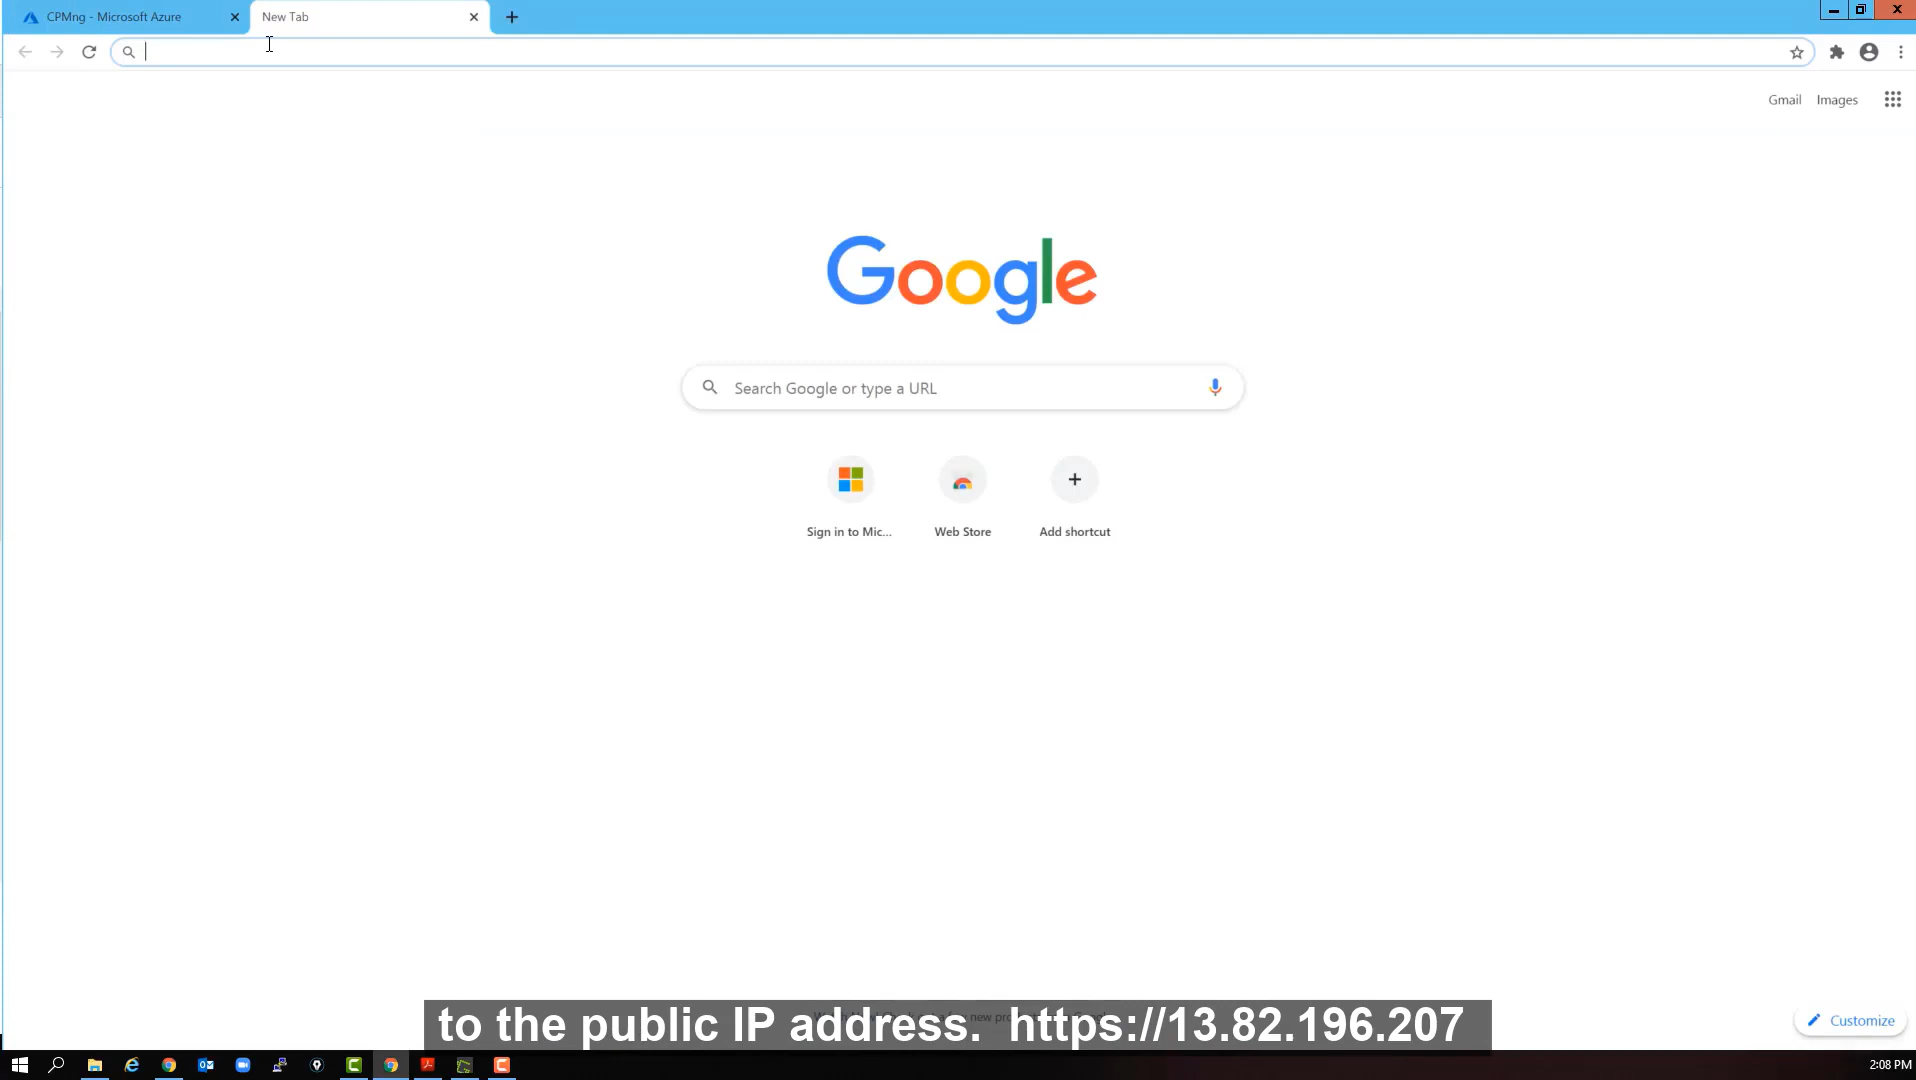 CPMng - Microsoft Azure
New Tab
Gmail
Images
Google
Search Google or type a URL
Sign in to Mic...
Web Store
Add shortcut
to the public IP address.  https://13.82.196.207
Customize
2:08 PM